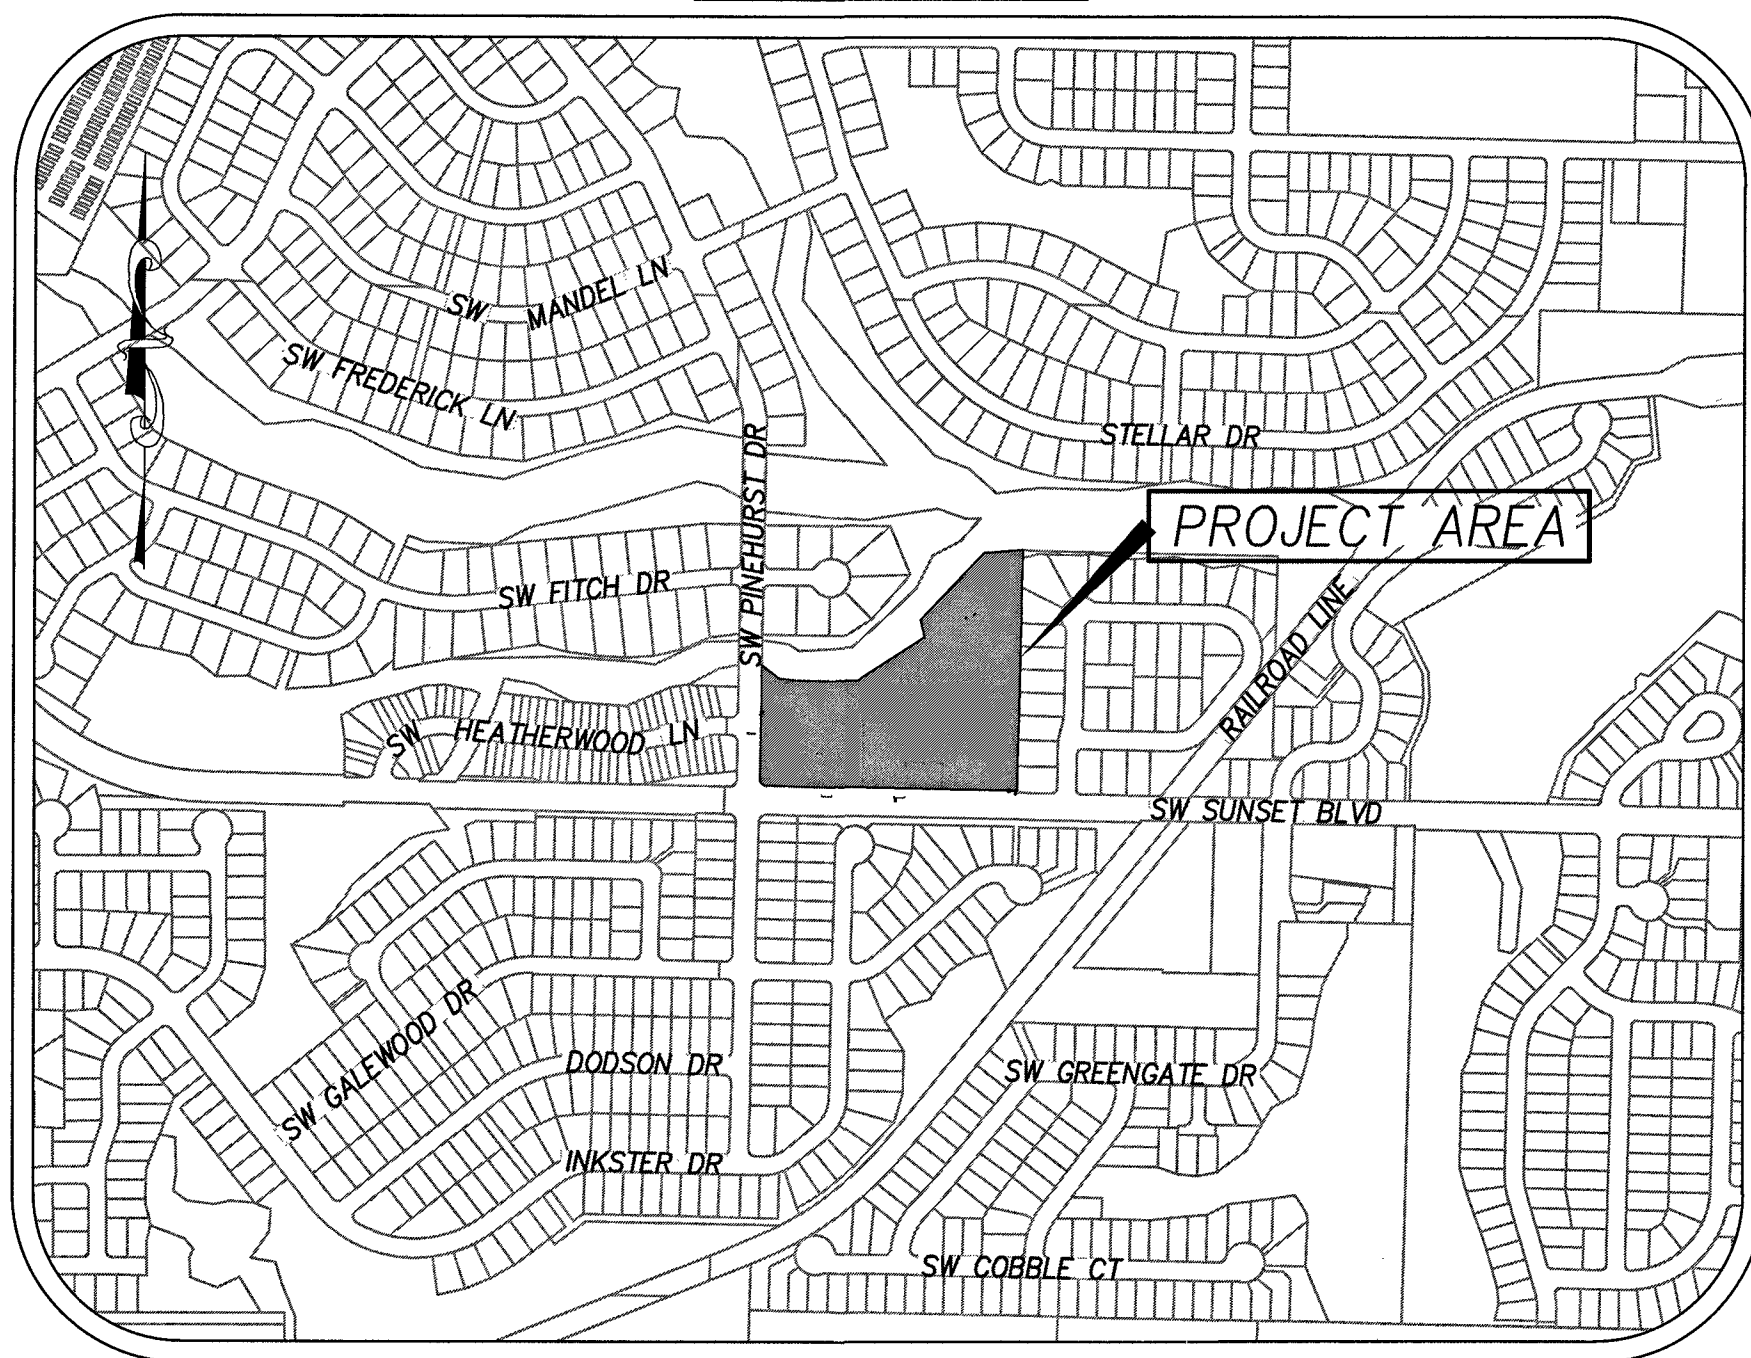 SW MANDEL LN
SW FREDERICK LN
STELLAR DR
SW PINEHURST DR
PROJECT AREA
SW FITCH DR
RAILROAD LINE
SW HEATHERWOOD LN
SW SUNSET BLVD
SW GALEWOOD DR
DODSON DR
SW GREENGATE DR
INKSTER DR
SW COBBLE CT